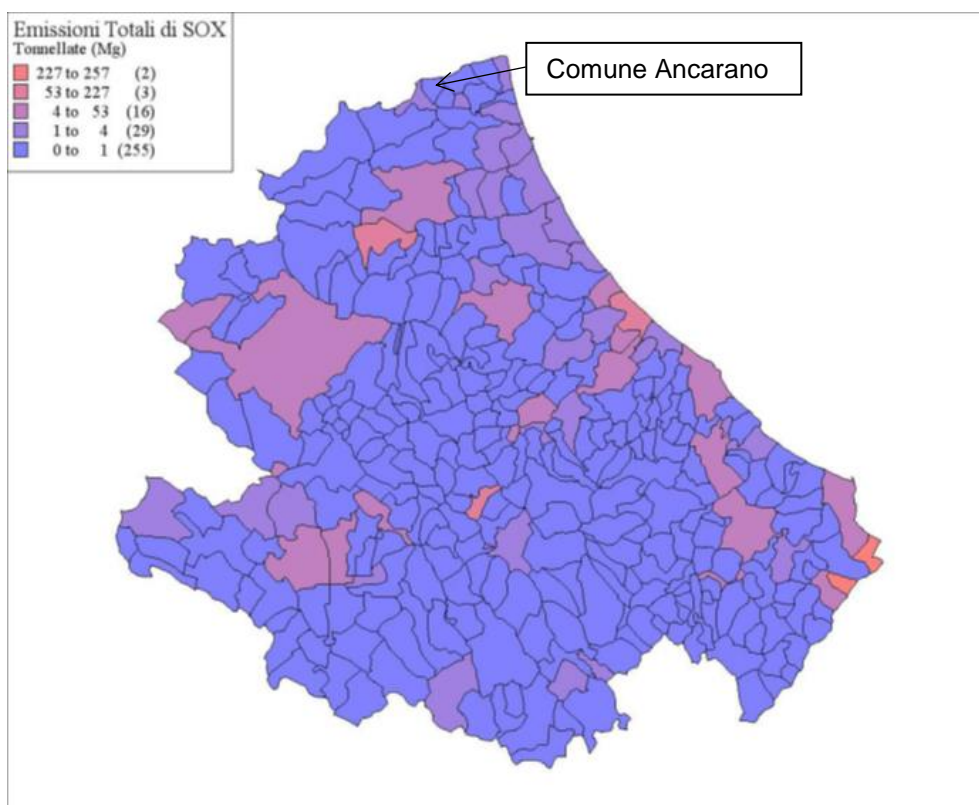 Emissioni Totali di SOX
Tonnellate (Mg)
227 to 257 (2)
53 to 227 (3)
4 to 53 (16)
1 to 4 (29)
0 to 1 (255)
Comune Ancarano